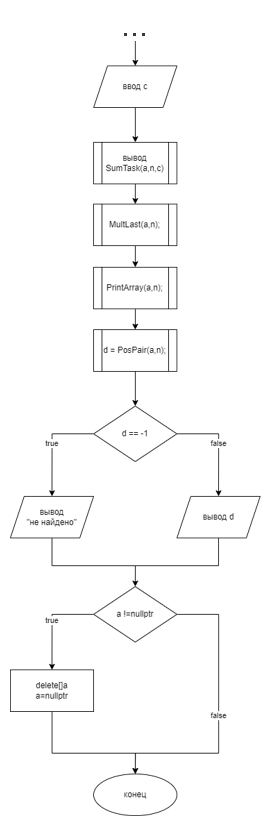 ...
ввод c
вывод
SumTask(a,n,c)
MultLast(a,n);
PrintArray(a,n);
d = PosPair(a,n);
d == -1
true
false
вывод
"не найдено"
вывод d
a !=nullptr
true
delete[]a
a=nullptr
false
конец